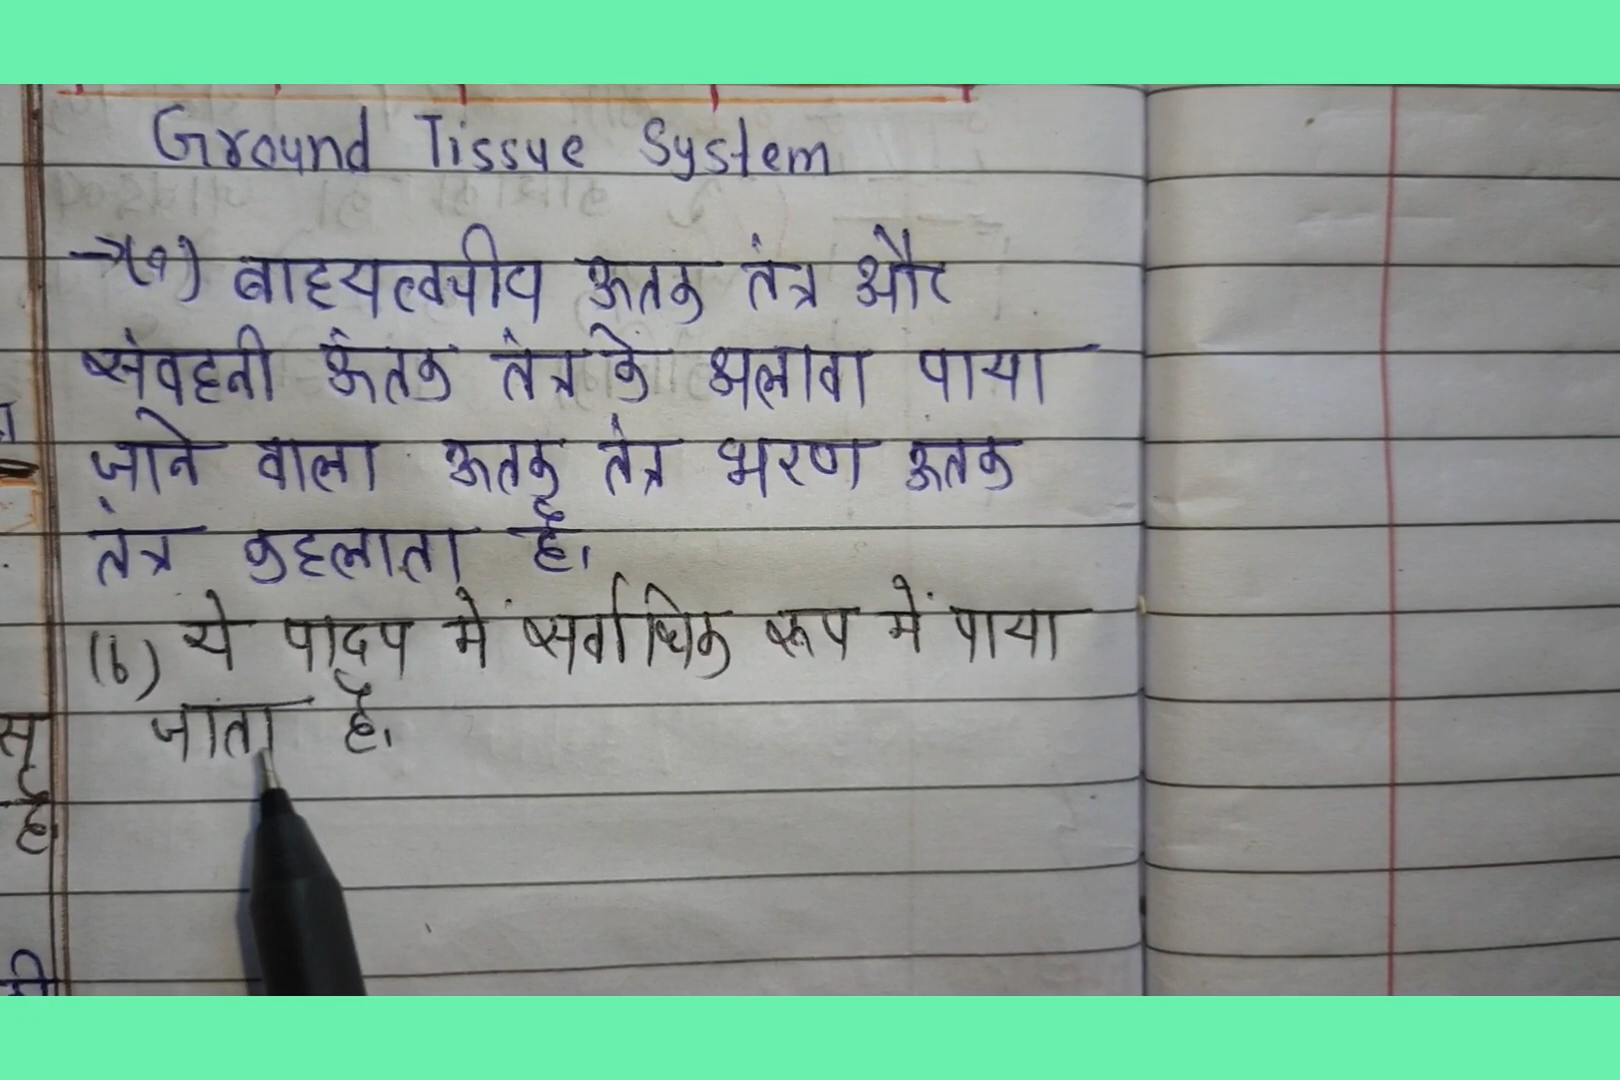 Ground Tissue System
→(a) बाह्यत्वचीय ऊतक तंत्र और
संवहनी ऊतक तंत्र के अलावा पाया
जाने वाला ऊतक तंत्र भरण ऊतक
तंत्र कहलाता है।
(b) ये पादप में सर्वाधिक रूप में पाया
जाता है।